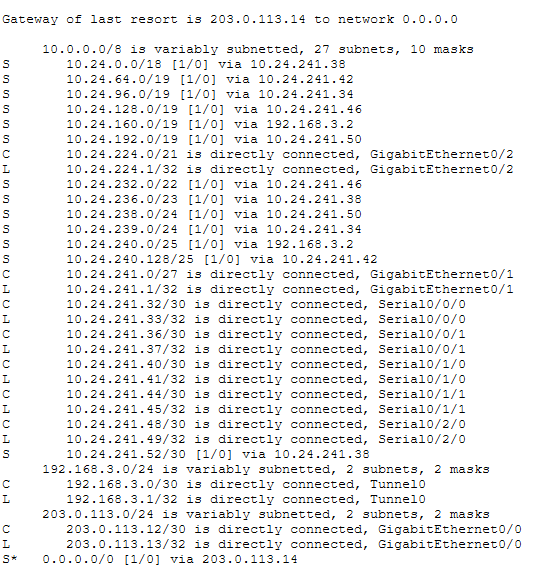 Gateway of last resort is 203.0.113.14 to network 0.0.0.0
10.0.0.0/8 is variably subnetted, 27 subnets, 10 masks
S 10.24.0.0/18 [1/0] via 10.24.241.38
S 10.24.64.0/19 [1/0] via 10.24.241.42
S 10.24.96.0/19 [1/0] via 10.24.241.34
S 10.24.128.0/19 [1/0] via 10.24.241.46
S 10.24.160.0/19 [1/0] via 192.168.3.2
S 10.24.192.0/19 [1/0] via 10.24.241.50
C 10.24.224.0/21 is directly connected, GigabitEthernet0/2
L 10.24.224.1/32 is directly connected, GigabitEthernet0/2
S 10.24.232.0/22 [1/0] via 10.24.241.46
S 10.24.236.0/23 [1/0] via 10.24.241.38
S 10.24.238.0/24 [1/0] via 10.24.241.50
S 10.24.239.0/24 [1/0] via 10.24.241.34
S 10.24.240.0/25 [1/0] via 192.168.3.2
S 10.24.240.128/25 [1/0] via 10.24.241.42
C 10.24.241.0/27 is directly connected, GigabitEthernet0/1
L 10.24.241.1/32 is directly connected, GigabitEthernet0/1
C 10.24.241.32/30 is directly connected, Serial0/0/0
L 10.24.241.33/32 is directly connected, Serial0/0/0
C 10.24.241.36/30 is directly connected, Serial0/0/1
L 10.24.241.37/32 is directly connected, Serial0/0/1
C 10.24.241.40/30 is directly connected, Serial0/1/0
L 10.24.241.41/32 is directly connected, Serial0/1/0
C 10.24.241.44/30 is directly connected, Serial0/1/1
L 10.24.241.45/32 is directly connected, Serial0/1/1
C 10.24.241.48/30 is directly connected, Serial0/2/0
L 10.24.241.49/32 is directly connected, Serial0/2/0
S 10.24.241.52/30 [1/0] via 10.24.241.38
192.168.3.0/24 is variably subnetted, 2 subnets, 2 masks
C 192.168.3.0/30 is directly connected, Tunnel0
L 192.168.3.1/32 is directly connected, Tunnel0
203.0.113.0/24 is variably subnetted, 2 subnets, 2 masks
C 203.0.113.12/30 is directly connected, GigabitEthernet0/0
L 203.0.113.13/32 is directly connected, GigabitEthernet0/0
S* 0.0.0.0/0 [1/0] via 203.0.113.14